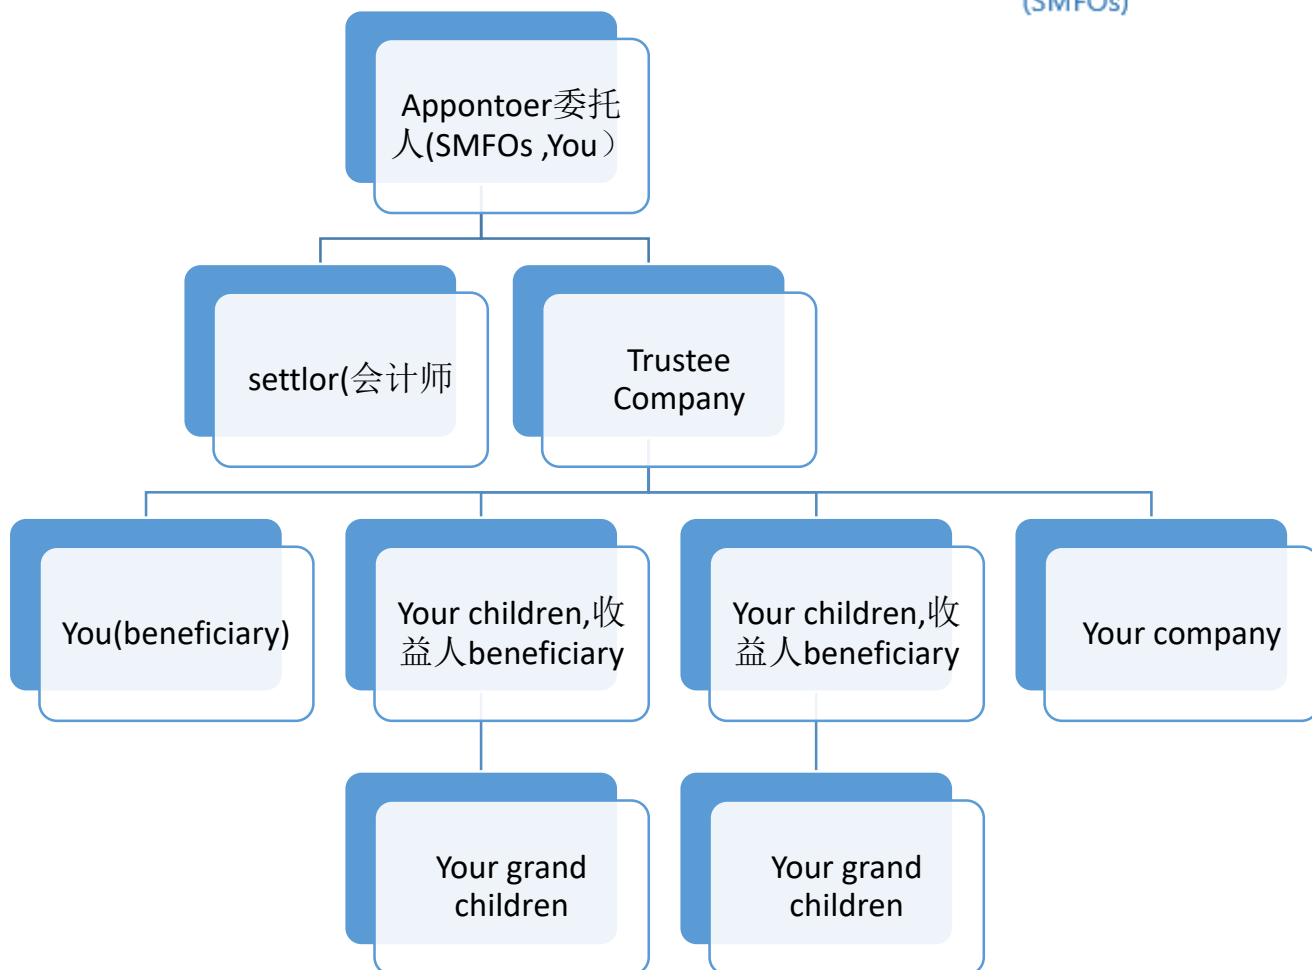 (SMFOs)
Appontoer委托
人(SMFOs ,You）
settlor(会计师
Trustee
Company
You(beneficiary)
Your children,收
益人beneficiary
Your children,收
益人beneficiary
Your company
Your grand
children
Your grand
children